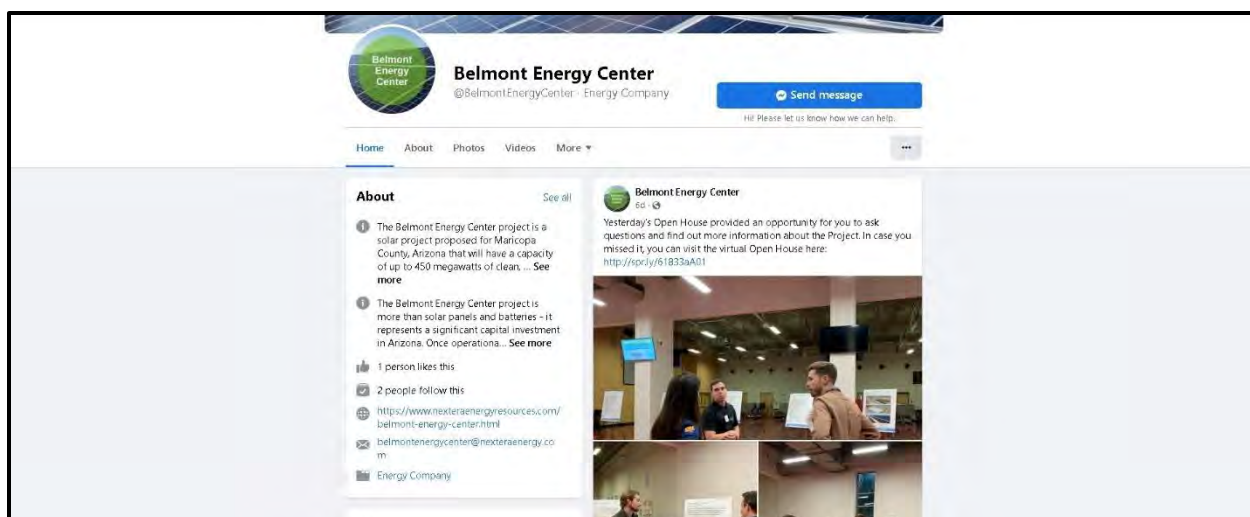 Belmont
Energy
Center
Belmont Energy Center
@BelmontEnergyCenter · Energy Company
Send message
Hi! Please let us know how we can help.
Home About Photos Videos More
About See all
The Belmont Energy Center project is a
solar project proposed for Maricopa
County, Arizona that will have a capacity
of up to 450 megawatts of clean, ... See
more
The Belmont Energy Center project is
more than solar panels and batteries - it
represents a significant capital investment
in Arizona. Once operationa... See more
1 person likes this
2 people follow this
https://www.nexteraenergyresources.com/
belmont-energy-center.html
belmontenergycenter@nexteraenergy.co
m
Energy Company
Belmont Energy Center
6d ·
Yesterday's Open House provided an opportunity for you to ask
questions and find out more information about the Project. In case you
missed it, you can visit the virtual Open House here:
http://spr.ly/61833aA01